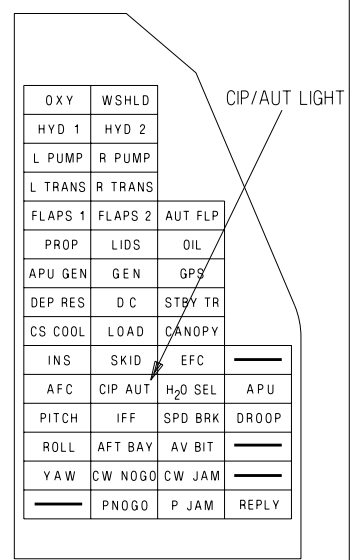 CIP/AUT LIGHT
OXY WSHLD
HYD 1 HYD 2
L PUMP R PUMP
L TRANS R TRANS
FLAPS 1 FLAPS 2 AUT FLP
PROP LIDS OIL
APU GEN GEN GPS
DEP RES DC STBY TR
CS COOL LOAD CANOPY
INS SKID EFC
AFC CIP AUT H₂O SEL APU
PITCH IFF SPD BRK DROOP
ROLL AFT BAY AV BIT
YAW CW NOGO CW JAM
PNOGO P JAM REPLY